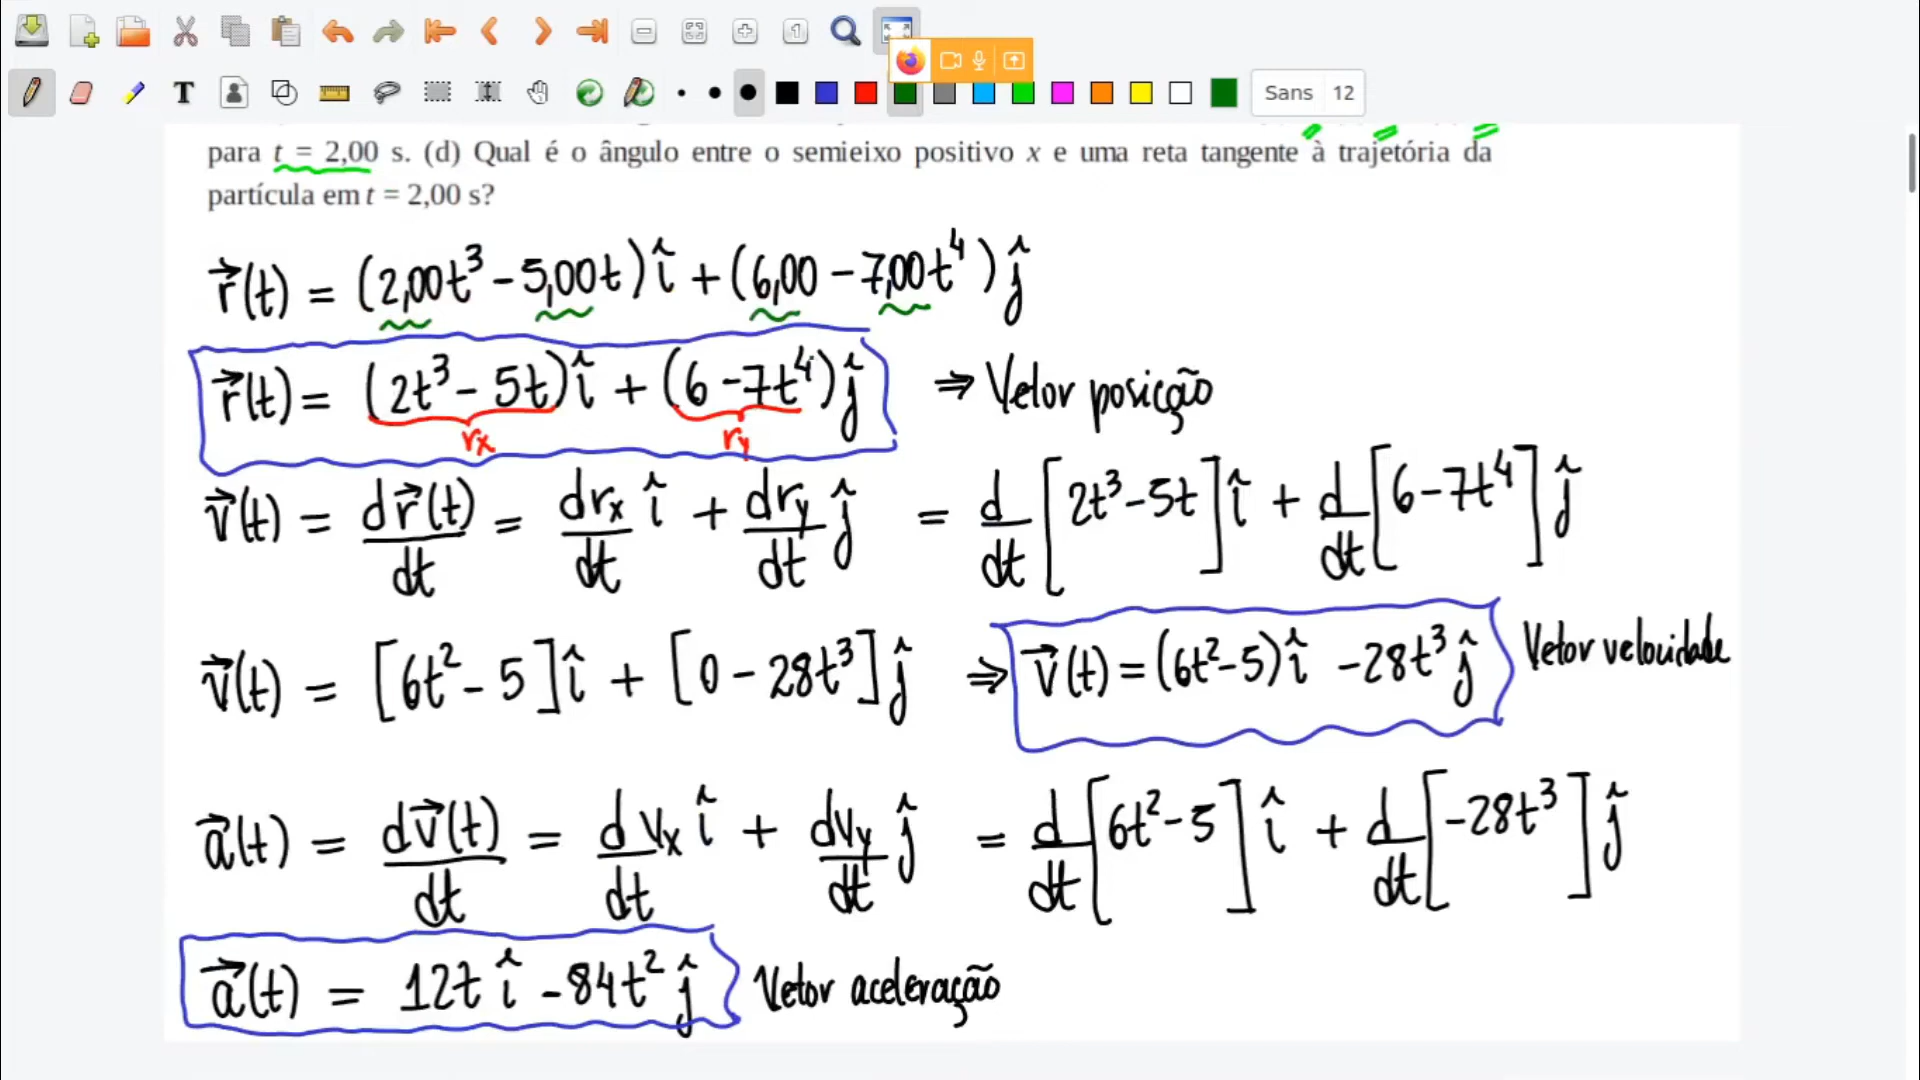 Sans 12
para t = 2,00 s. (d) Qual é o ângulo entre o semieixo positivo x e uma reta tangente à trajetória da
partícula em t = 2,00 s?
r⃗(t) = (2,00t³ − 5,00t) î + (6,00 − 7,00t⁴) ĵ
r⃗(t) = (2t³ − 5t) î + (6 − 7t⁴) ĵ ⇒ Vetor posição
rx ry
v⃗(t) = dr⃗(t)/dt = drx/dt î + dry/dt ĵ = d/dt [2t³ − 5t] î + d/dt [6 − 7t⁴] ĵ
v⃗(t) = [6t² − 5] î + [0 − 28t³] ĵ ⇒ v⃗(t) = (6t² − 5) î − 28t³ ĵ Vetor velocidade
a⃗(t) = dv⃗(t)/dt = dvx/dt î + dvy/dt ĵ = d/dt [6t² − 5] î + d/dt [−28t³] ĵ
a⃗(t) = 12t î − 84t² ĵ Vetor aceleração